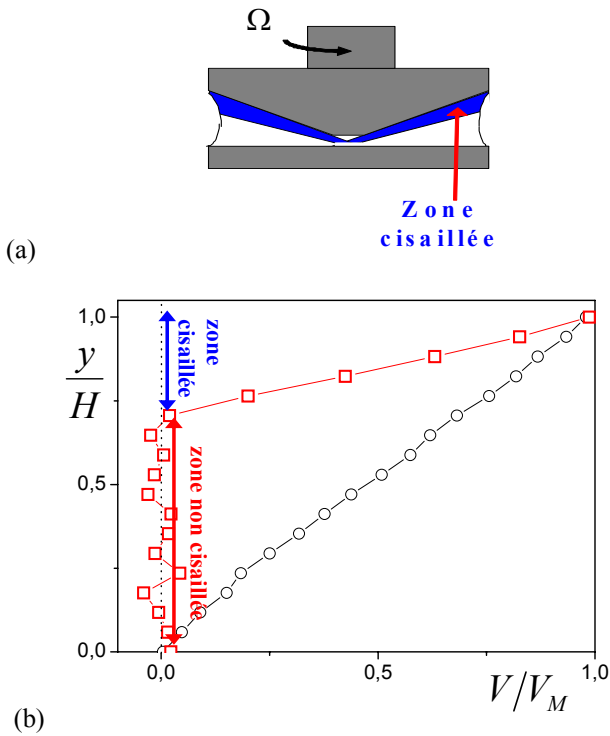 Ω
Zone
cisaillée
(a)
1,0
zone
cisaillée
y/H
0,5
zone non cisaillée
0,0
0,0
0,5
1,0
V/V_M
(b)